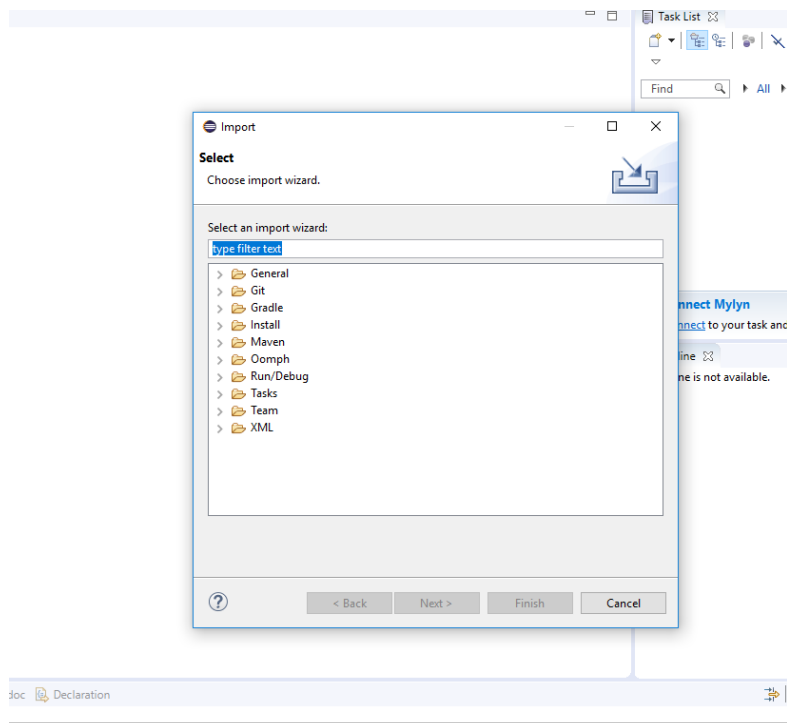 Task List
Find
All
Import
Select
Choose import wizard.
Select an import wizard:
type filter text
General
Git
Gradle
Install
Maven
Oomph
Run/Debug
Tasks
Team
XML
nnect Mylyn
nnect to your task and
line
ne is not available.
?
< Back
Next >
Finish
Cancel
doc
Declaration